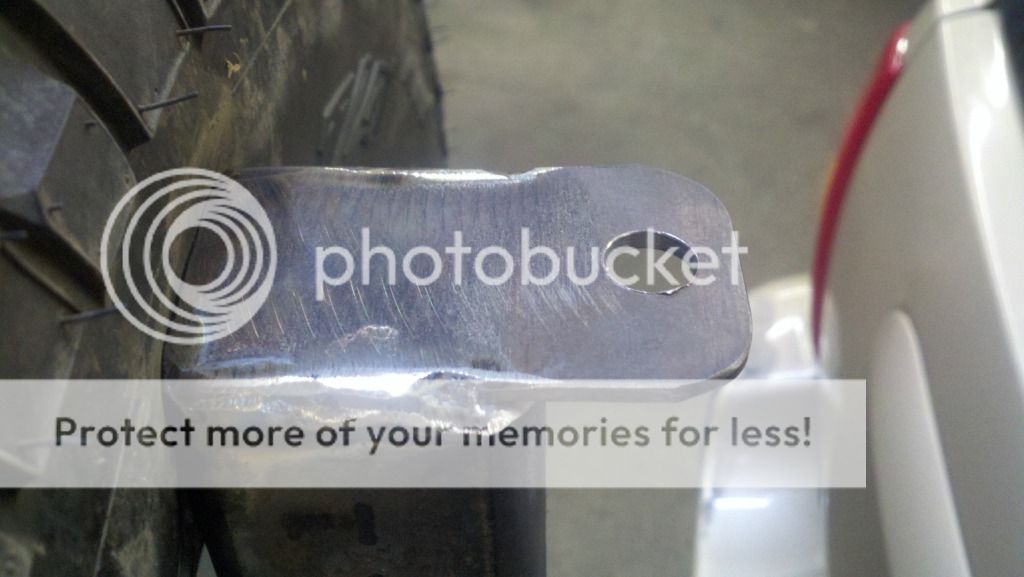 photobucket
Protect more of your memories for less!